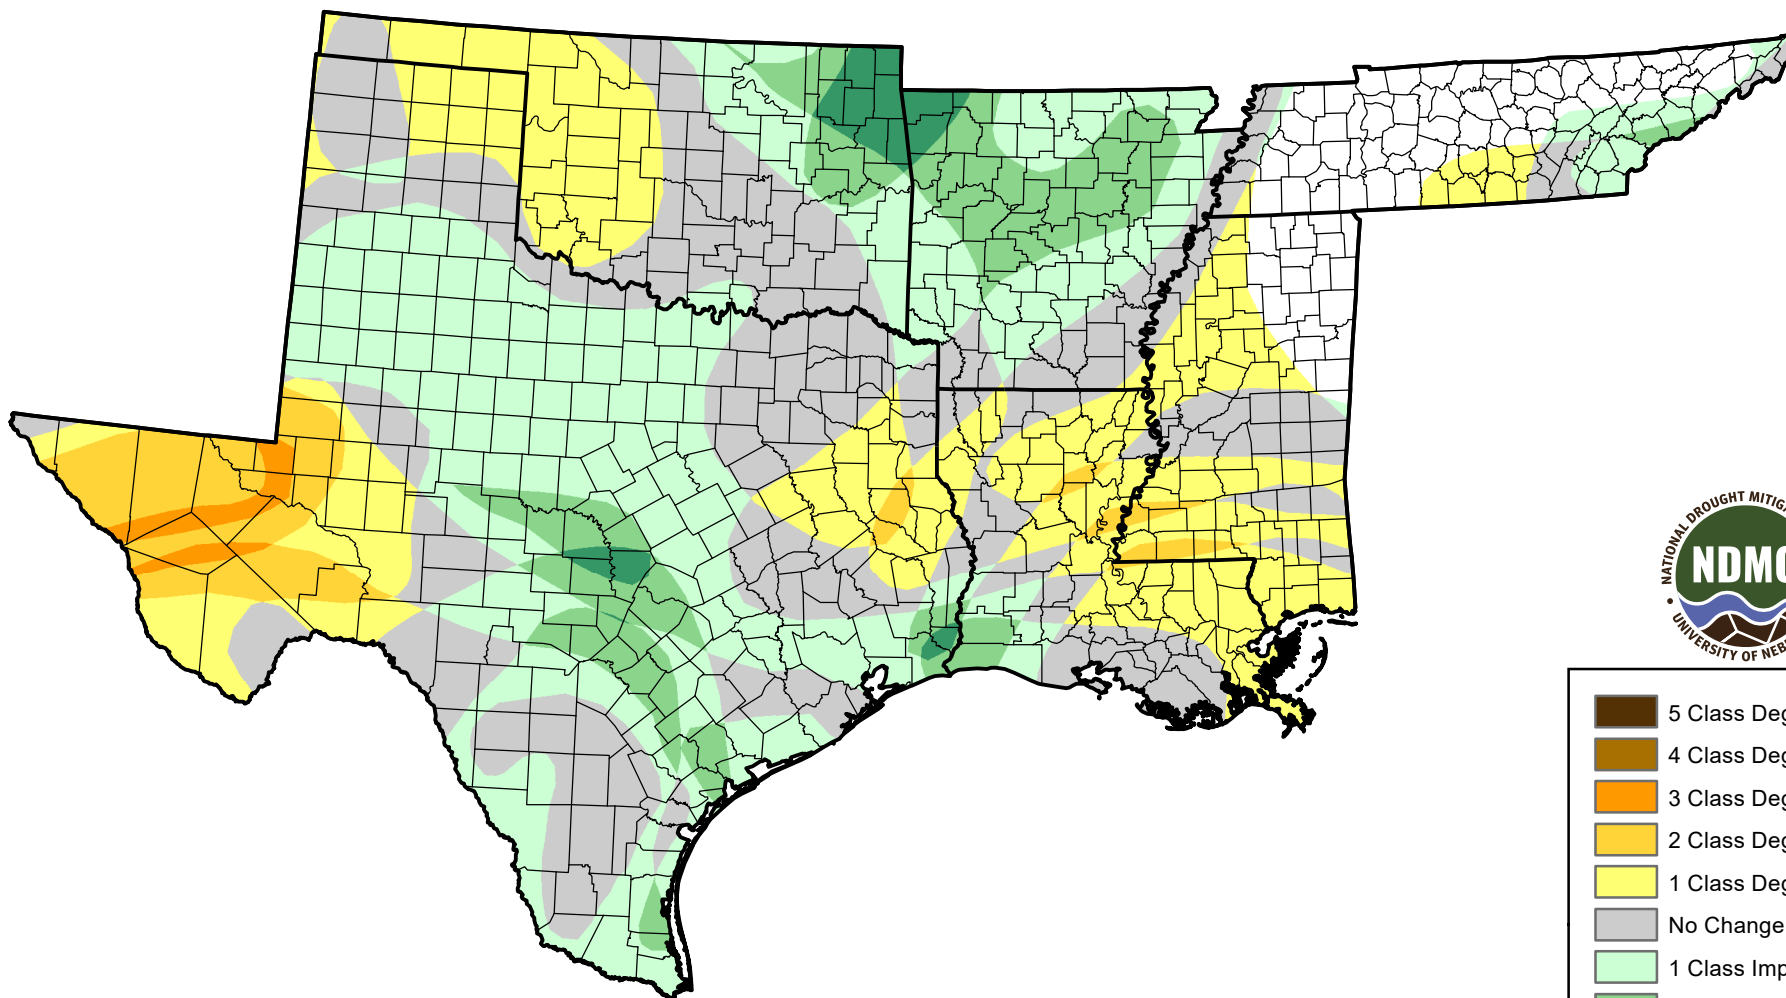 NATIONAL DROUGHT MITIGA
NDMC
UNIVERSITY OF NEB
5 Class Deg
4 Class Deg
3 Class Deg
2 Class Deg
1 Class Deg
No Change
1 Class Imp